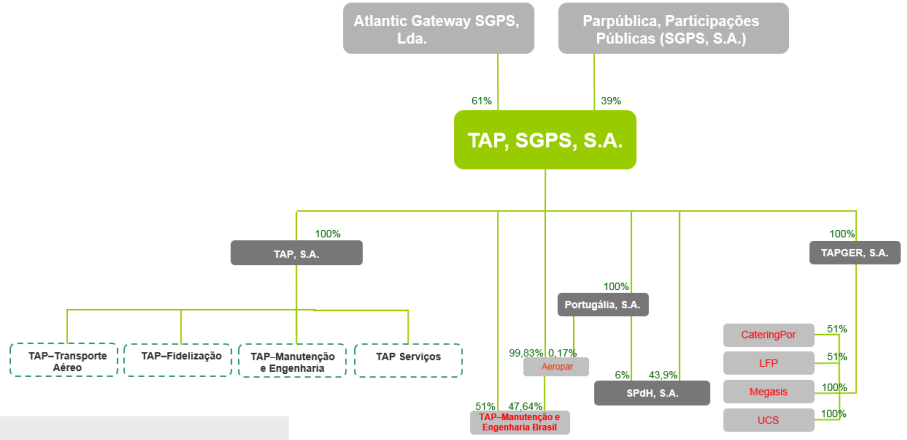 Atlantic Gateway SGPS,
Lda.
Parpública, Participações
Públicas (SGPS, S.A.)
61%
39%
TAP, SGPS, S.A.
100%
TAP, S.A.
100%
TAPGER, S.A.
100%
Portugália, S.A.
TAP–Transporte
Aéreo
TAP–Fidelização
TAP–Manutenção
e Engenharia
TAP Serviços
99,83%
0,17%
Aeropar
6%
43,9%
SPdH, S.A.
51%
47,64%
TAP–Manutenção e
Engenharia Brasil
CateringPor
51%
LFP
51%
Megasis
100%
UCS
100%